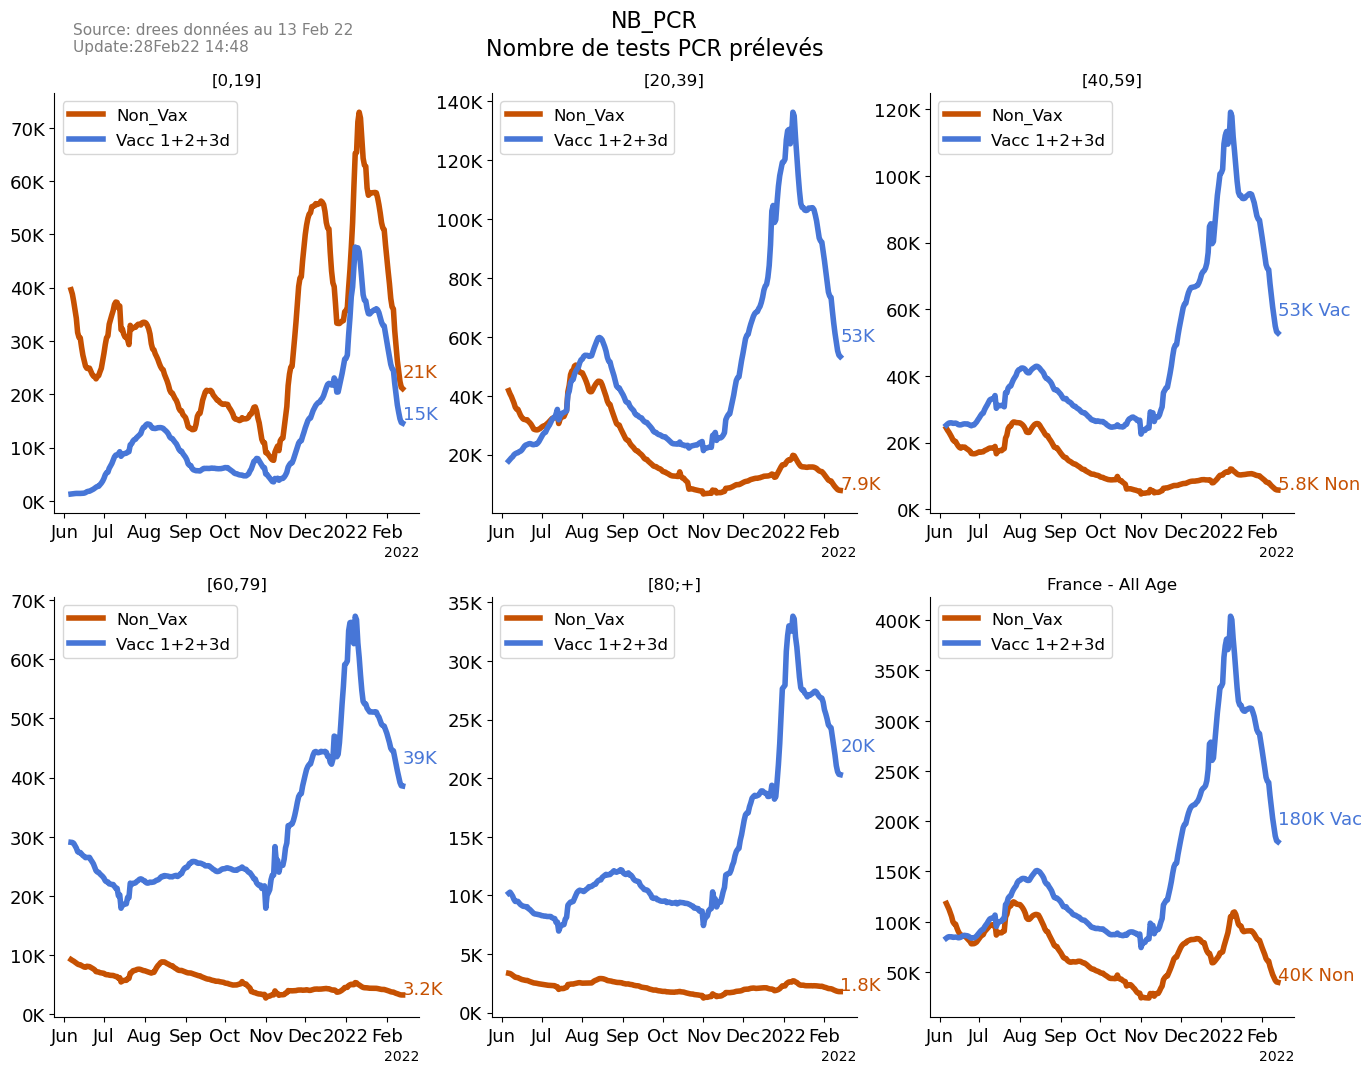 Source: drees données au 13 Feb 22
Update:28Feb22 14:48
NB_PCR
Nombre de tests PCR prélevés
[0,19]
Non_Vax
Vacc 1+2+3d
70K
60K
50K
40K
30K
20K
10K
0K
21K
15K
Jun Jul Aug Sep Oct Nov Dec 2022 Feb
2022
[20,39]
Non_Vax
Vacc 1+2+3d
140K
120K
100K
80K
60K
40K
20K
53K
7.9K
Jun Jul Aug Sep Oct Nov Dec 2022 Feb
2022
[40,59]
Non_Vax
Vacc 1+2+3d
120K
100K
80K
60K
40K
20K
0K
53K Vac
5.8K Non
Jun Jul Aug Sep Oct Nov Dec 2022 Feb
2022
[60,79]
Non_Vax
Vacc 1+2+3d
70K
60K
50K
40K
30K
20K
10K
0K
39K
3.2K
Jun Jul Aug Sep Oct Nov Dec 2022 Feb
2022
[80;+]
Non_Vax
Vacc 1+2+3d
35K
30K
25K
20K
15K
10K
5K
0K
20K
1.8K
Jun Jul Aug Sep Oct Nov Dec 2022 Feb
2022
France - All Age
Non_Vax
Vacc 1+2+3d
400K
350K
300K
250K
200K
150K
100K
50K
180K Vac
40K Non
Jun Jul Aug Sep Oct Nov Dec 2022 Feb
2022